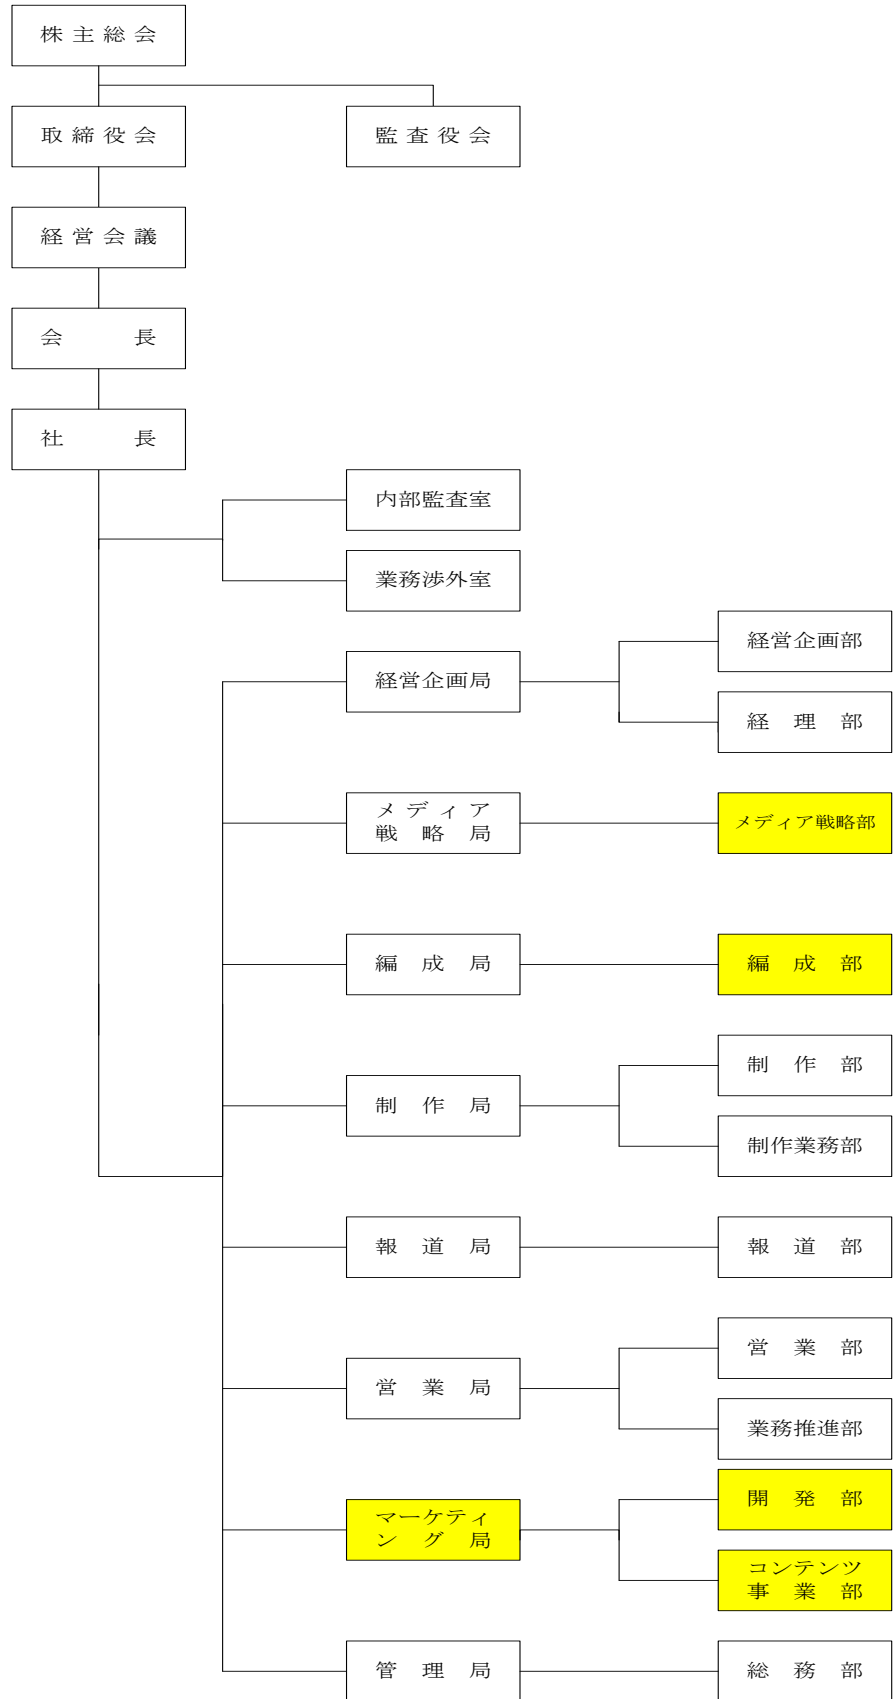 株主総会
取締役会
監査役会
経営会議
会長
社長
内部監査室
業務渉外室
経営企画局
経営企画部
経理部
メディア
戦略局
メディア戦略部
編成局
編成部
制作局
制作部
制作業務部
報道局
報道部
営業局
営業部
業務推進部
マーケティ
ング局
開発部
コンテンツ
事業部
管理局
総務部